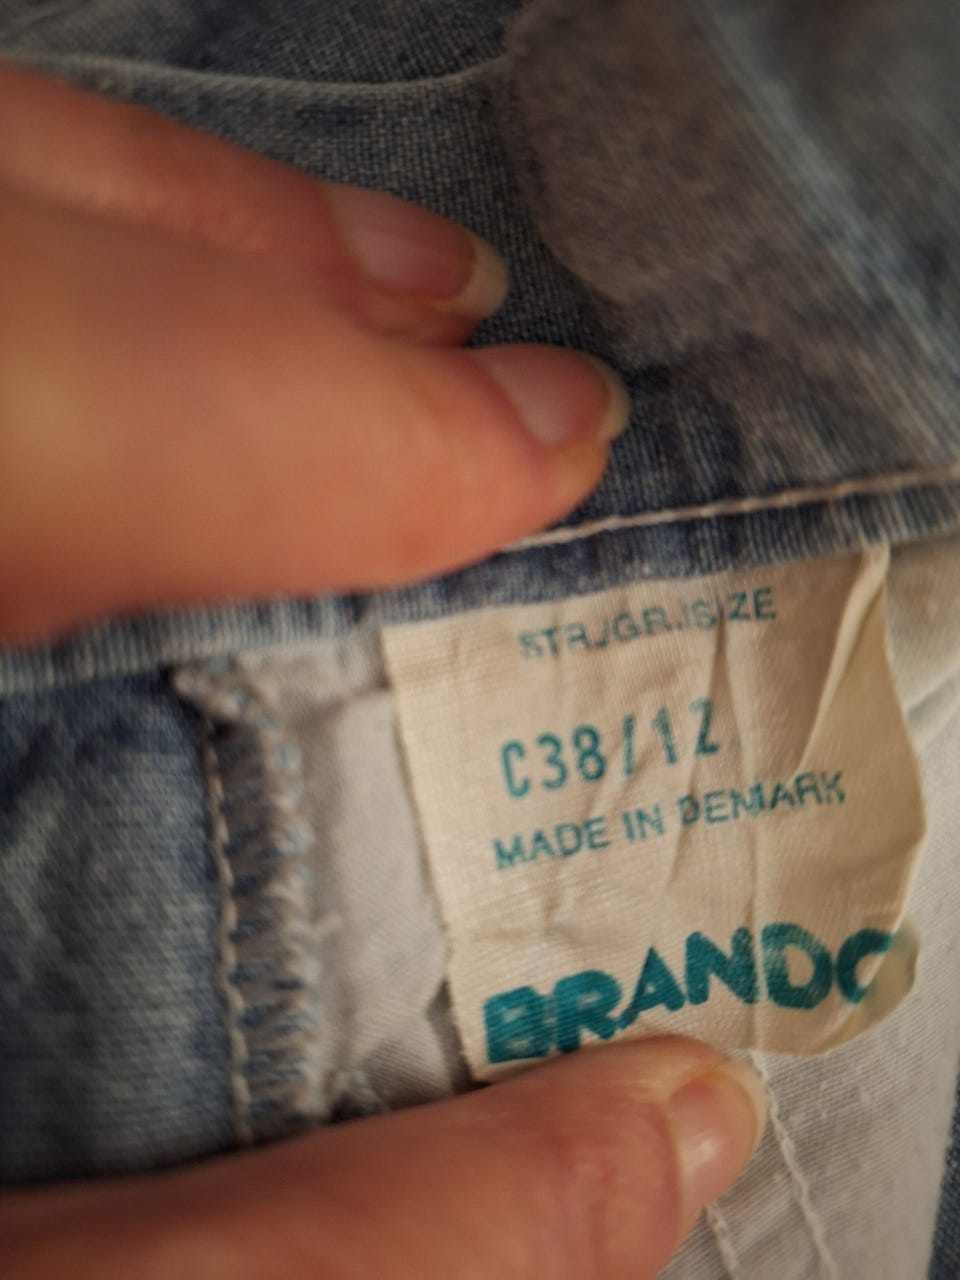 STR./GR./SIZE
C38/12
MADE IN DENMARK
BRANDO